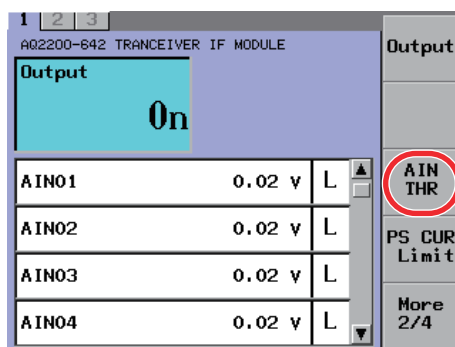 1 2 3
AQ2200-642 TRANCEIVER IF MODULE
Output
On
AIN01 0.02 V L
AIN02 0.02 V L
AIN03 0.02 V L
AIN04 0.02 V L
Output
AIN
THR
PS CUR
Limit
More
2/4